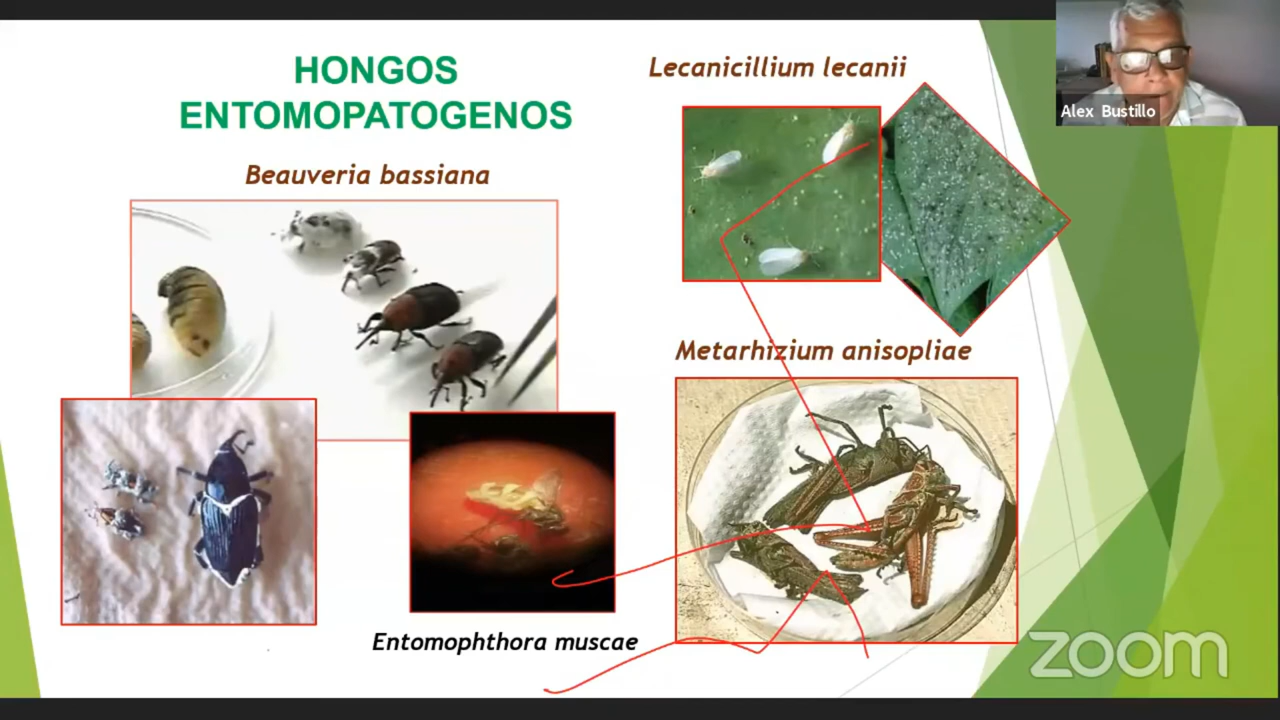 HONGOS
ENTOMOPATOGENOS
Beauveria bassiana
Lecanicillium lecanii
Metarhizium anisopliae
Entomophthora muscae
Alex Bustillo
zoom